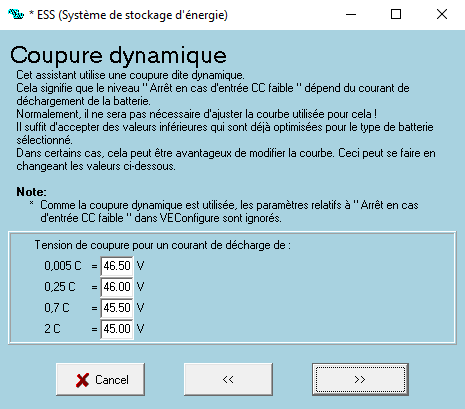 * ESS (Système de stockage d'énergie)
Coupure dynamique
Cet assistant utilise une coupure dite dynamique.
Cela signifie que le niveau " Arrêt en cas d'entrée CC faible " dépend du courant de
déchargement de la batterie.
Normalement, il ne sera pas nécessaire d'ajuster la courbe utilisée pour cela !
Il suffit d'accepter des valeurs inférieures qui sont déjà optimisées pour le type de batterie
sélectionné.
Dans certains cas, cela peut être avantageux de modifier la courbe. Ceci peut se faire en
changeant les valeurs ci-dessous.
Note:
* Comme la coupure dynamique est utilisée, les paramètres relatifs à " Arrêt en cas
d'entrée CC faible " dans VEConfigure sont ignorés.
Tension de coupure pour un courant de décharge de :
0,005 C = 46.50 V
0,25 C = 46.00 V
0,7 C = 45.50 V
2 C = 45.00 V
Cancel << >>